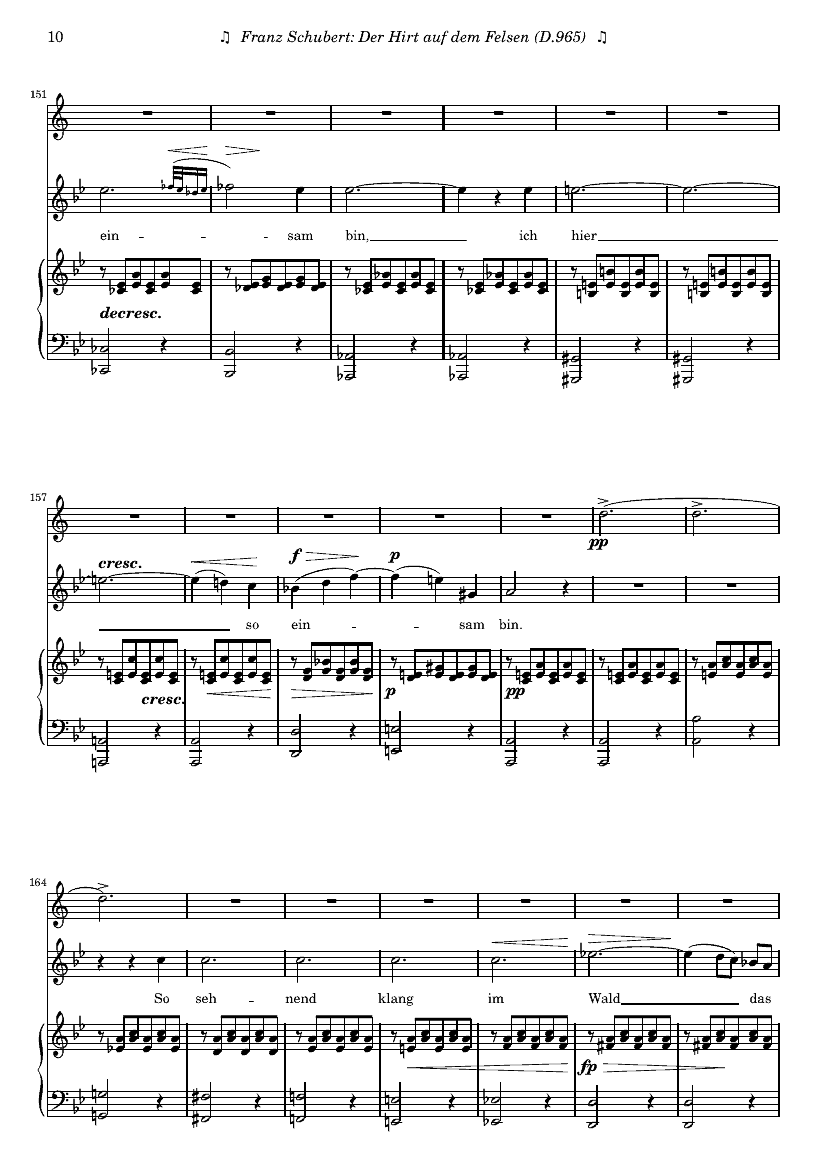 10
♫ Franz Schubert: Der Hirt auf dem Felsen (D.965) ♫
151
ein - - - sam bin, ich hier
decresc.
157
cresc.
f p pp
so ein - - sam bin.
cresc. p pp
164
So seh - nend klang im Wald das
fp